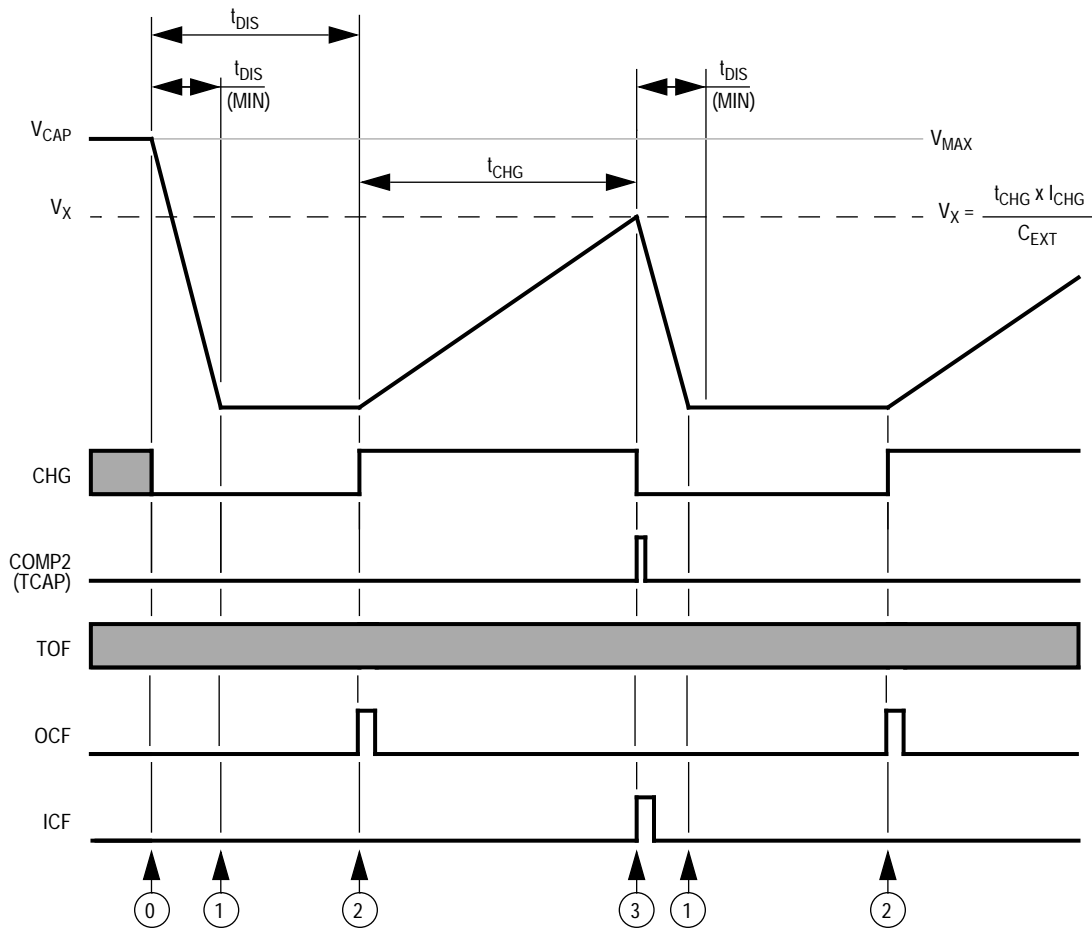 tDIS
tDIS
(MIN)
tDIS
(MIN)
VCAP
VMAX
tCHG
VX
VX = tCHG x ICHG
CEXT
CHG
COMP2
(TCAP)
TOF
OCF
ICF
0
1
2
3
1
2